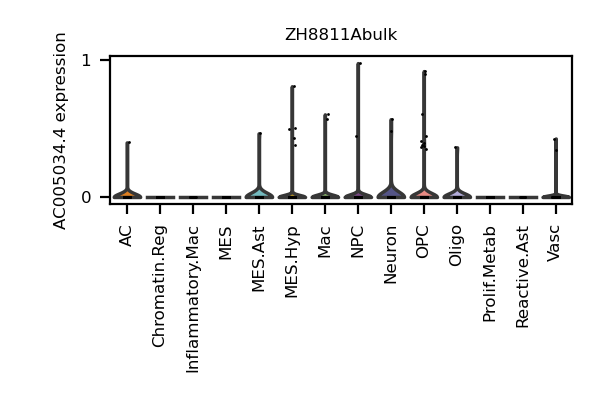 ZH8811Abulk
AC005034.4 expression
1
0
AC
Chromatin.Reg
Inflammatory.Mac
MES
MES.Ast
MES.Hyp
Mac
NPC
Neuron
OPC
Oligo
Prolif.Metab
Reactive.Ast
Vasc